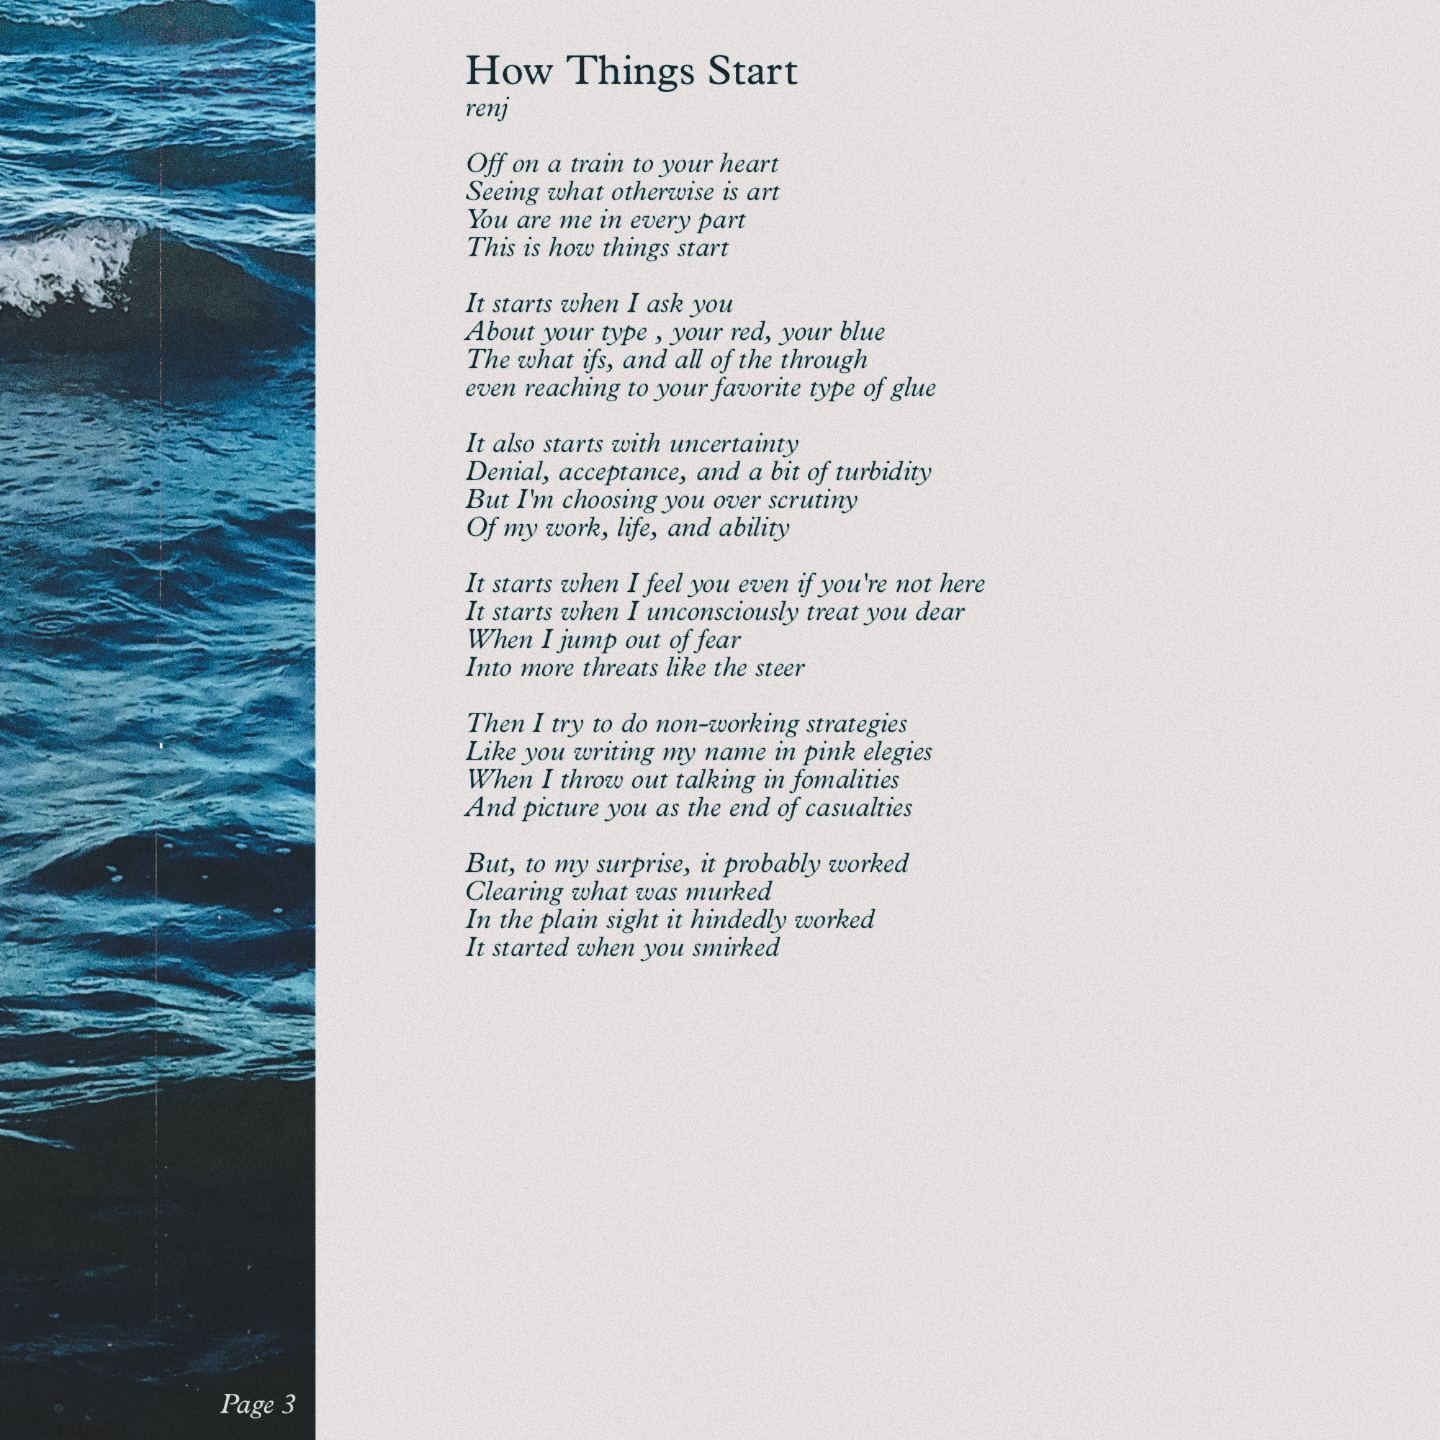 How Things Start
renj
Off on a train to your heart
Seeing what otherwise is art
You are me in every part
This is how things start
It starts when I ask you
About your type , your red, your blue
The what ifs, and all of the through
even reaching to your favorite type of glue
It also starts with uncertainty
Denial, acceptance, and a bit of turbidity
But I'm choosing you over scrutiny
Of my work, life, and ability
It starts when I feel you even if you're not here
It starts when I unconsciously treat you dear
When I jump out of fear
Into more threats like the steer
Then I try to do non-working strategies
Like you writing my name in pink elegies
When I throw out talking in fomalities
And picture you as the end of casualties
But, to my surprise, it probably worked
Clearing what was murked
In the plain sight it hindedly worked
It started when you smirked
Page 3